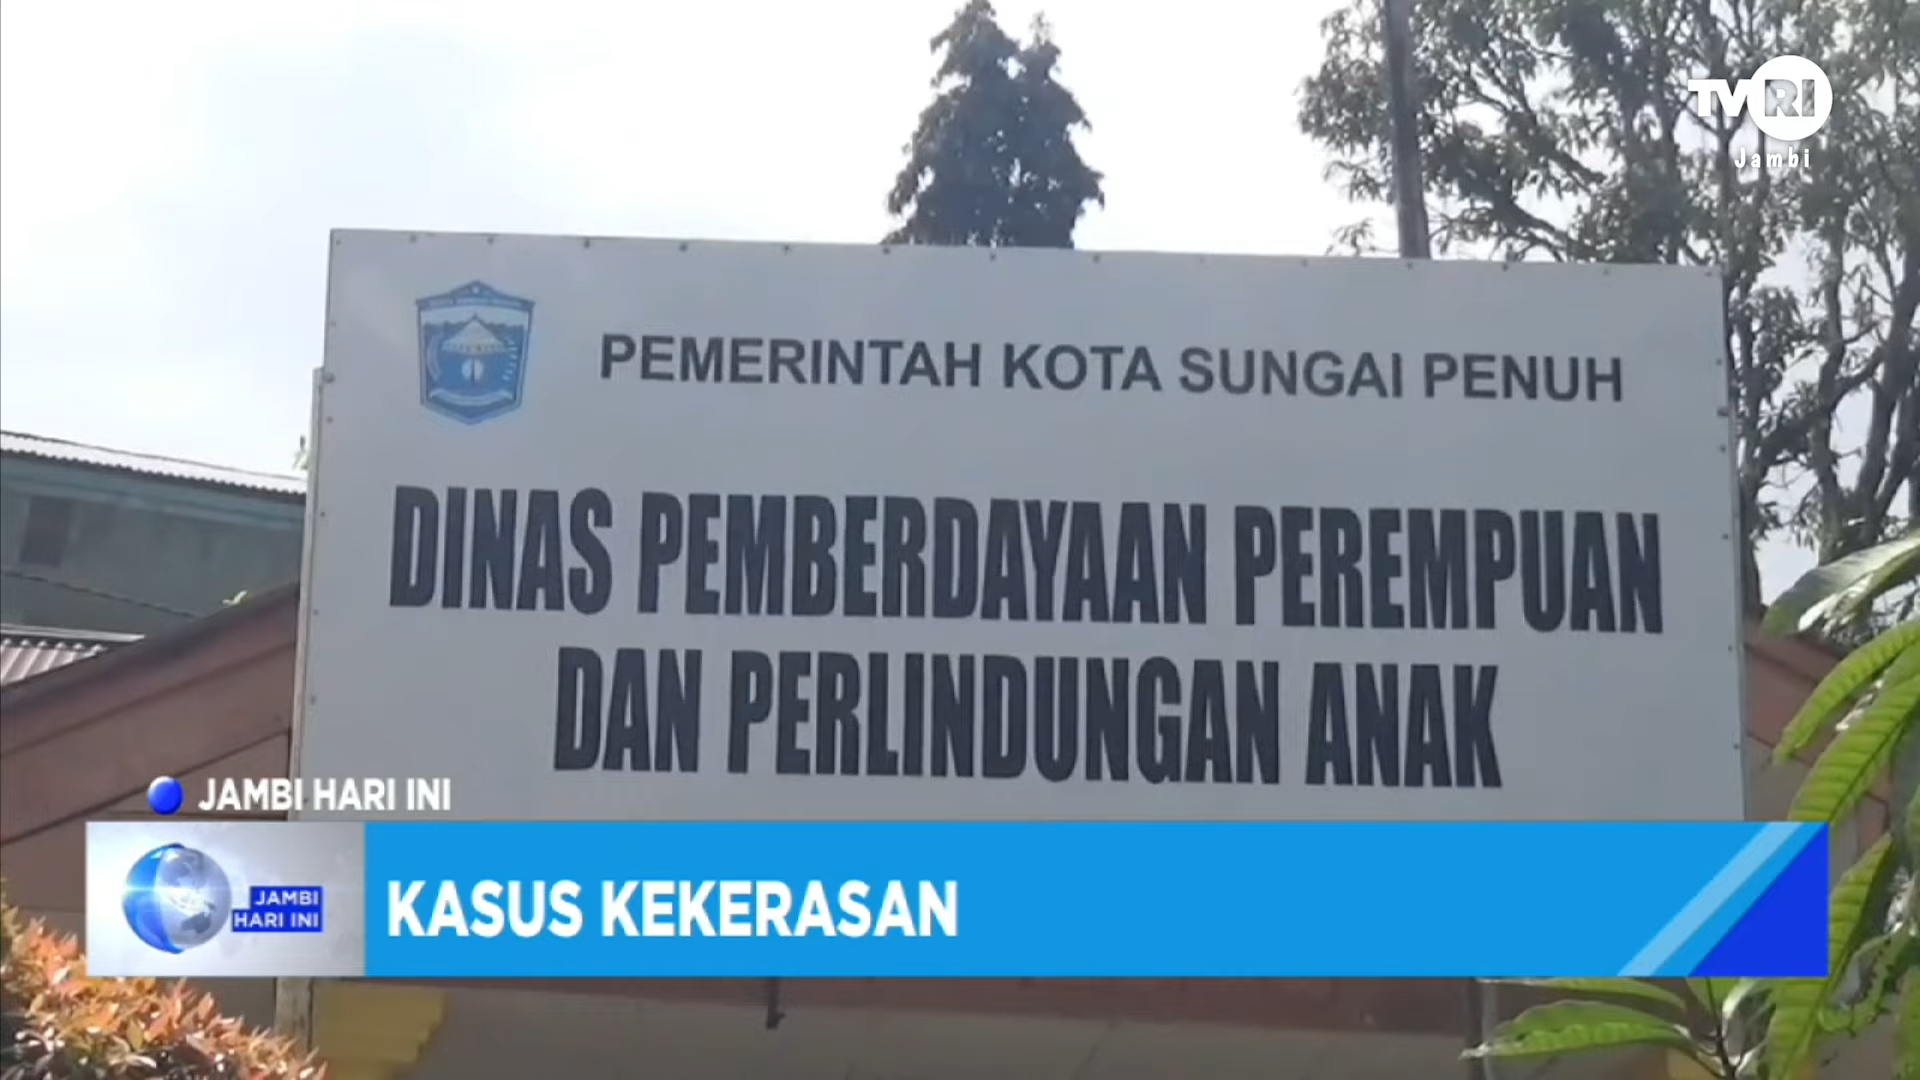 TVRI
Jambi
PEMERINTAH KOTA SUNGAI PENUH
DINAS PEMBERDAYAAN PEREMPUAN
DAN PERLINDUNGAN ANAK
JAMBI HARI INI
JAMBI
HARI INI
KASUS KEKERASAN